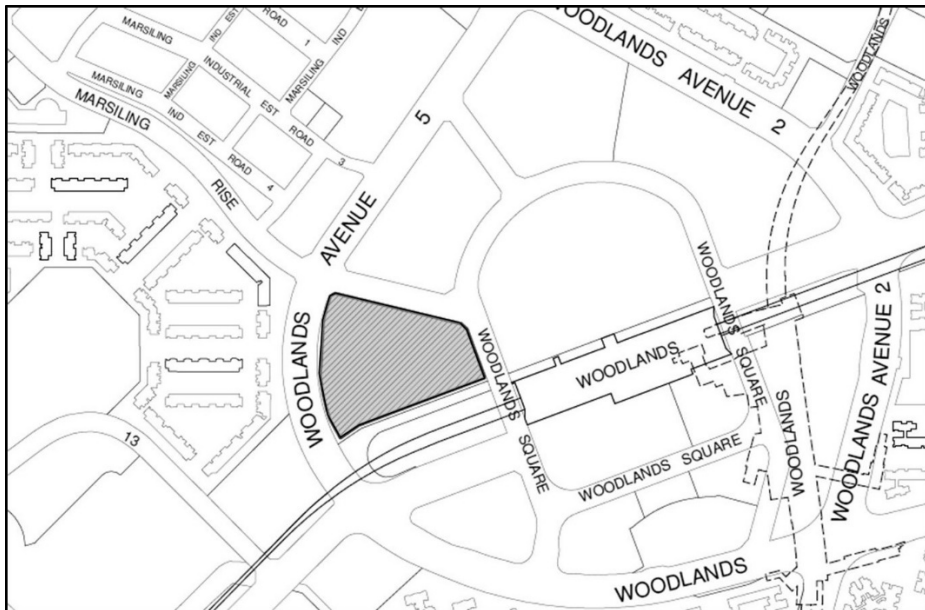 MARSILING
IND EST
ROAD
1
MARSILING IND EST
WOODLANDS AVENUE 2
WOODLANDS
MARSILING IND EST ROAD 4
MARSILING
INDUSTRIAL EST ROAD 3
MARSILING RISE
WOODLANDS AVENUE 5
WOODLANDS SQUARE
WOODLANDS
WOODLANDS SQUARE
WOODLANDS SQUARE
WOODLANDS
WOODLANDS AVENUE 2
13
WOODLANDS